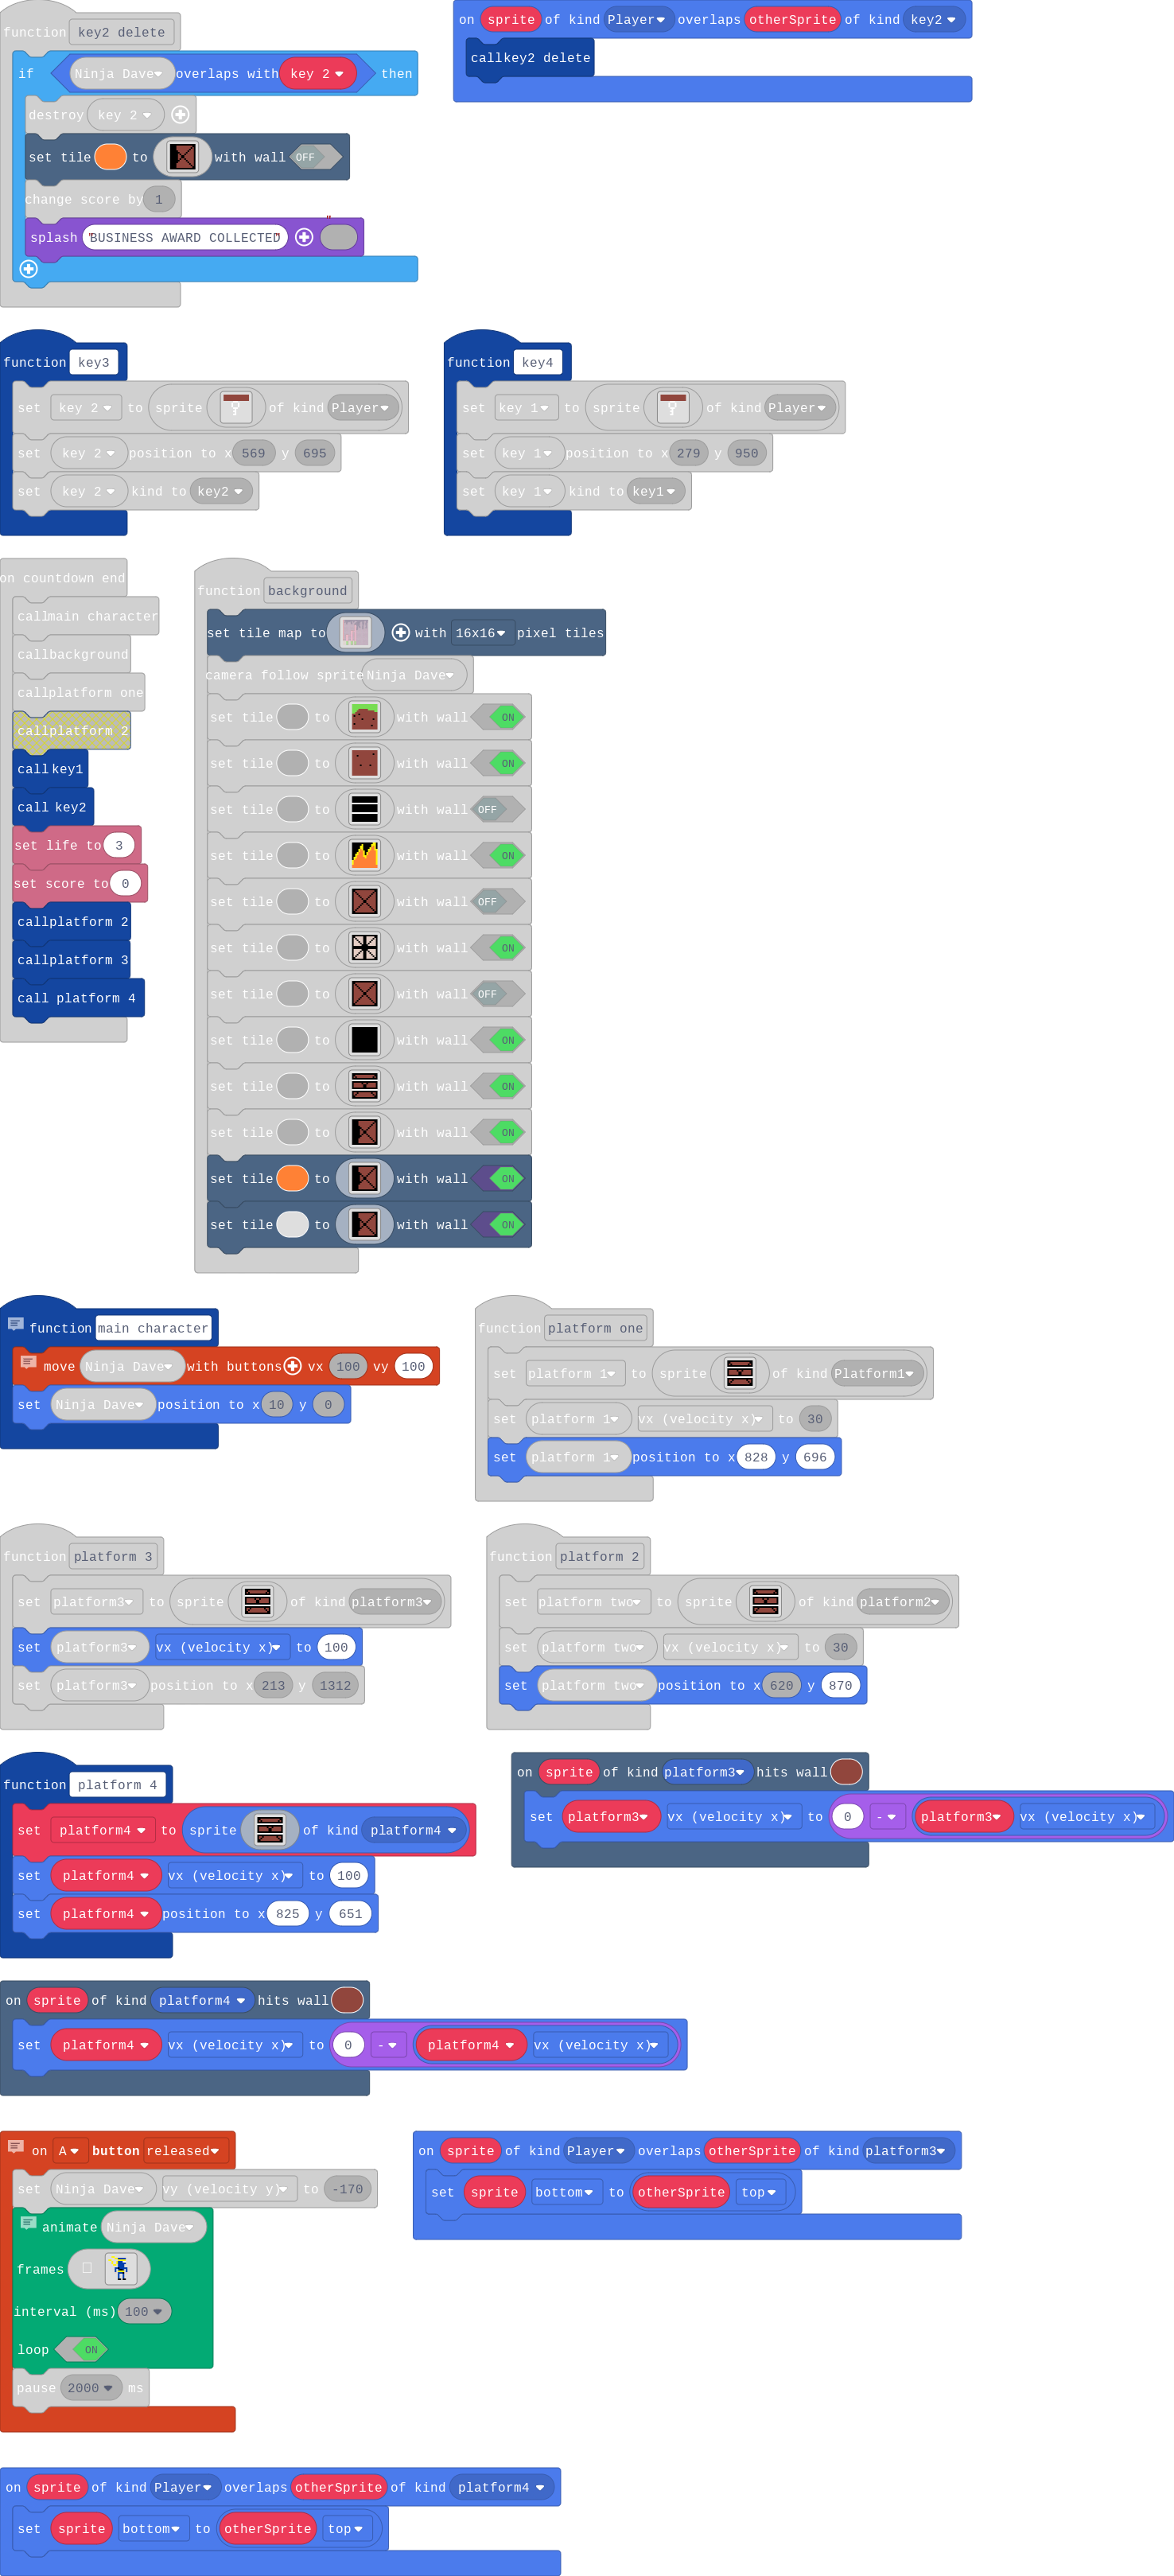 function key2 delete
if Ninja Dave overlaps with key 2 then
destroy key 2
set tile to with wall OFF
change score by 1
splash "BUSINESS AWARD COLLECTED" "
on sprite of kind Player overlaps otherSprite of kind key2
call key2 delete
function key3
set key 2 to sprite of kind Player
set key 2 position to x 569 y 695
set key 2 kind to key2
function key4
set key 1 to sprite of kind Player
set key 1 position to x 279 y 950
set key 1 kind to key1
on countdown end
call main character
call background
call platform one
call platform 2
call key1
call key2
set life to 3
set score to 0
call platform 2
call platform 3
call platform 4
function background
set tile map to with 16x16 pixel tiles
camera follow sprite Ninja Dave
set tile to with wall ON
set tile to with wall ON
set tile to with wall OFF
set tile to with wall ON
set tile to with wall OFF
set tile to with wall ON
set tile to with wall OFF
set tile to with wall ON
set tile to with wall ON
set tile to with wall ON
set tile to with wall ON
set tile to with wall ON
function main character
move Ninja Dave with buttons vx 100 vy 100
set Ninja Dave position to x 10 y 0
function platform one
set platform 1 to sprite of kind Platform1
set platform 1 vx (velocity x) to 30
set platform 1 position to x 828 y 696
function platform 3
set platform3 to sprite of kind platform3
set platform3 vx (velocity x) to 100
set platform3 position to x 213 y 1312
function platform 2
set platform two to sprite of kind platform2
set platform two vx (velocity x) to 30
set platform two position to x 620 y 870
function platform 4
set platform4 to sprite of kind platform4
set platform4 vx (velocity x) to 100
set platform4 position to x 825 y 651
on sprite of kind platform3 hits wall
set platform3 vx (velocity x) to 0 - platform3 vx (velocity x)
on sprite of kind platform4 hits wall
set platform4 vx (velocity x) to 0 - platform4 vx (velocity x)
on A button released
set Ninja Dave vy (velocity y) to -170
animate Ninja Dave
frames
interval (ms) 100
loop ON
pause 2000 ms
on sprite of kind Player overlaps otherSprite of kind platform3
set sprite bottom to otherSprite top
on sprite of kind Player overlaps otherSprite of kind platform4
set sprite bottom to otherSprite top